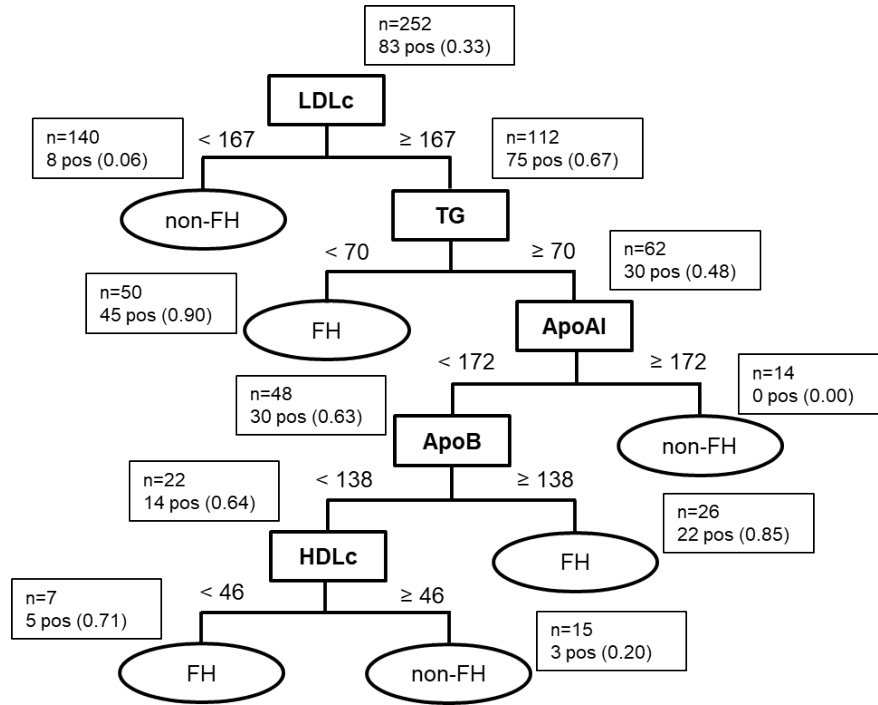 n=252
83 pos (0.33)
LDLc
n=140
8 pos (0.06)
< 167
≥ 167
n=112
75 pos (0.67)
non-FH
TG
< 70
≥ 70
n=62
30 pos (0.48)
n=50
45 pos (0.90)
FH
ApoAI
< 172
≥ 172
n=14
0 pos (0.00)
n=48
30 pos (0.63)
ApoB
non-FH
n=22
14 pos (0.64)
< 138
≥ 138
n=26
22 pos (0.85)
HDLc
FH
n=7
5 pos (0.71)
< 46
≥ 46
n=15
3 pos (0.20)
FH
non-FH